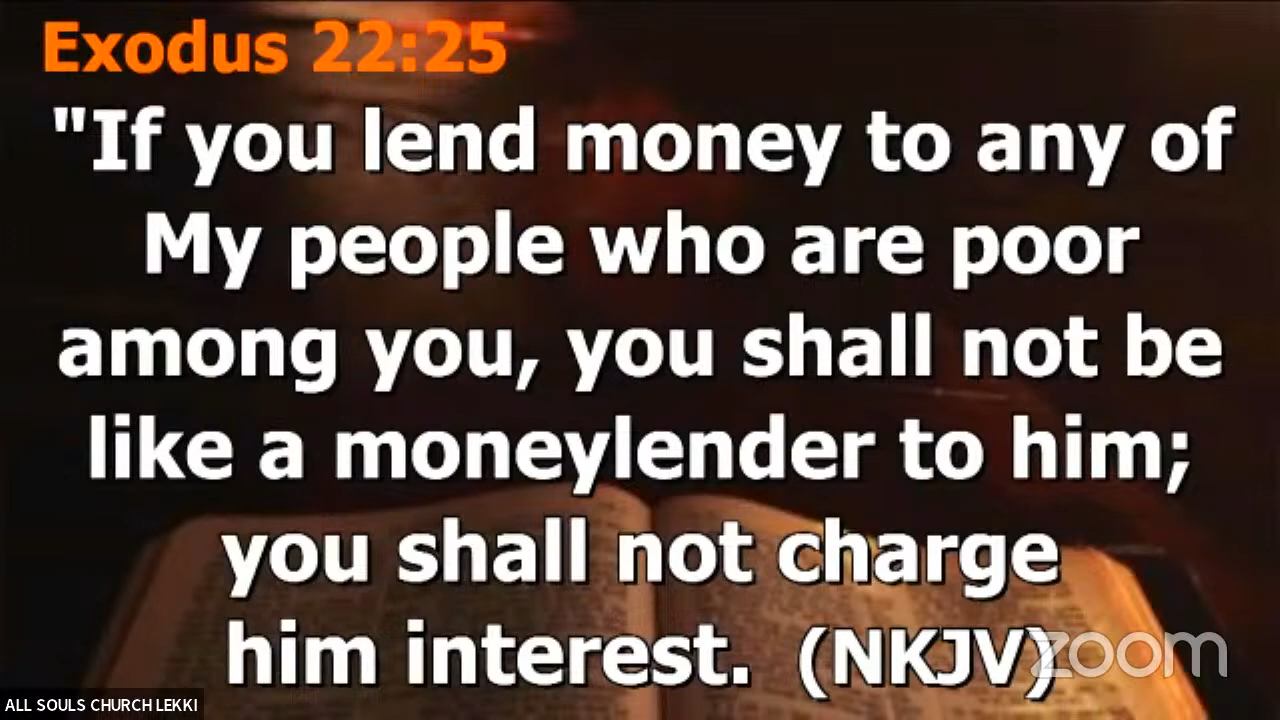 Exodus 22:25
"If you lend money to any of
My people who are poor
among you, you shall not be
like a moneylender to him;
you shall not charge
him interest. (NKJV)
zoom
ALL SOULS CHURCH LEKKI